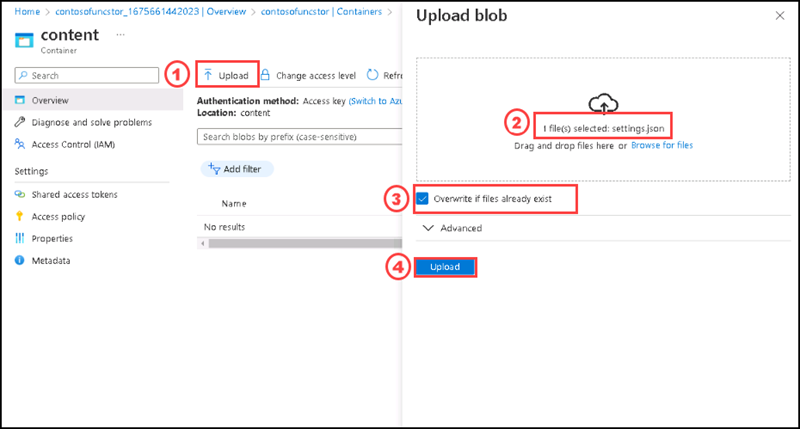 Home > contosofuncstor_1675661442023 | Overview > contosofuncstor | Containers >
content ...
Container
Search
Overview
Diagnose and solve problems
Access Control (IAM)
Settings
Shared access tokens
Access policy
Properties
Metadata
1
Upload Change access level Refre
Authentication method: Access key (Switch to Azu
Location: content
Search blobs by prefix (case-sensitive)
Add filter
Name
No results
Upload blob
2
1 file(s) selected: settings.json
Drag and drop files here or Browse for files
3
Overwrite if files already exist
Advanced
4
Upload